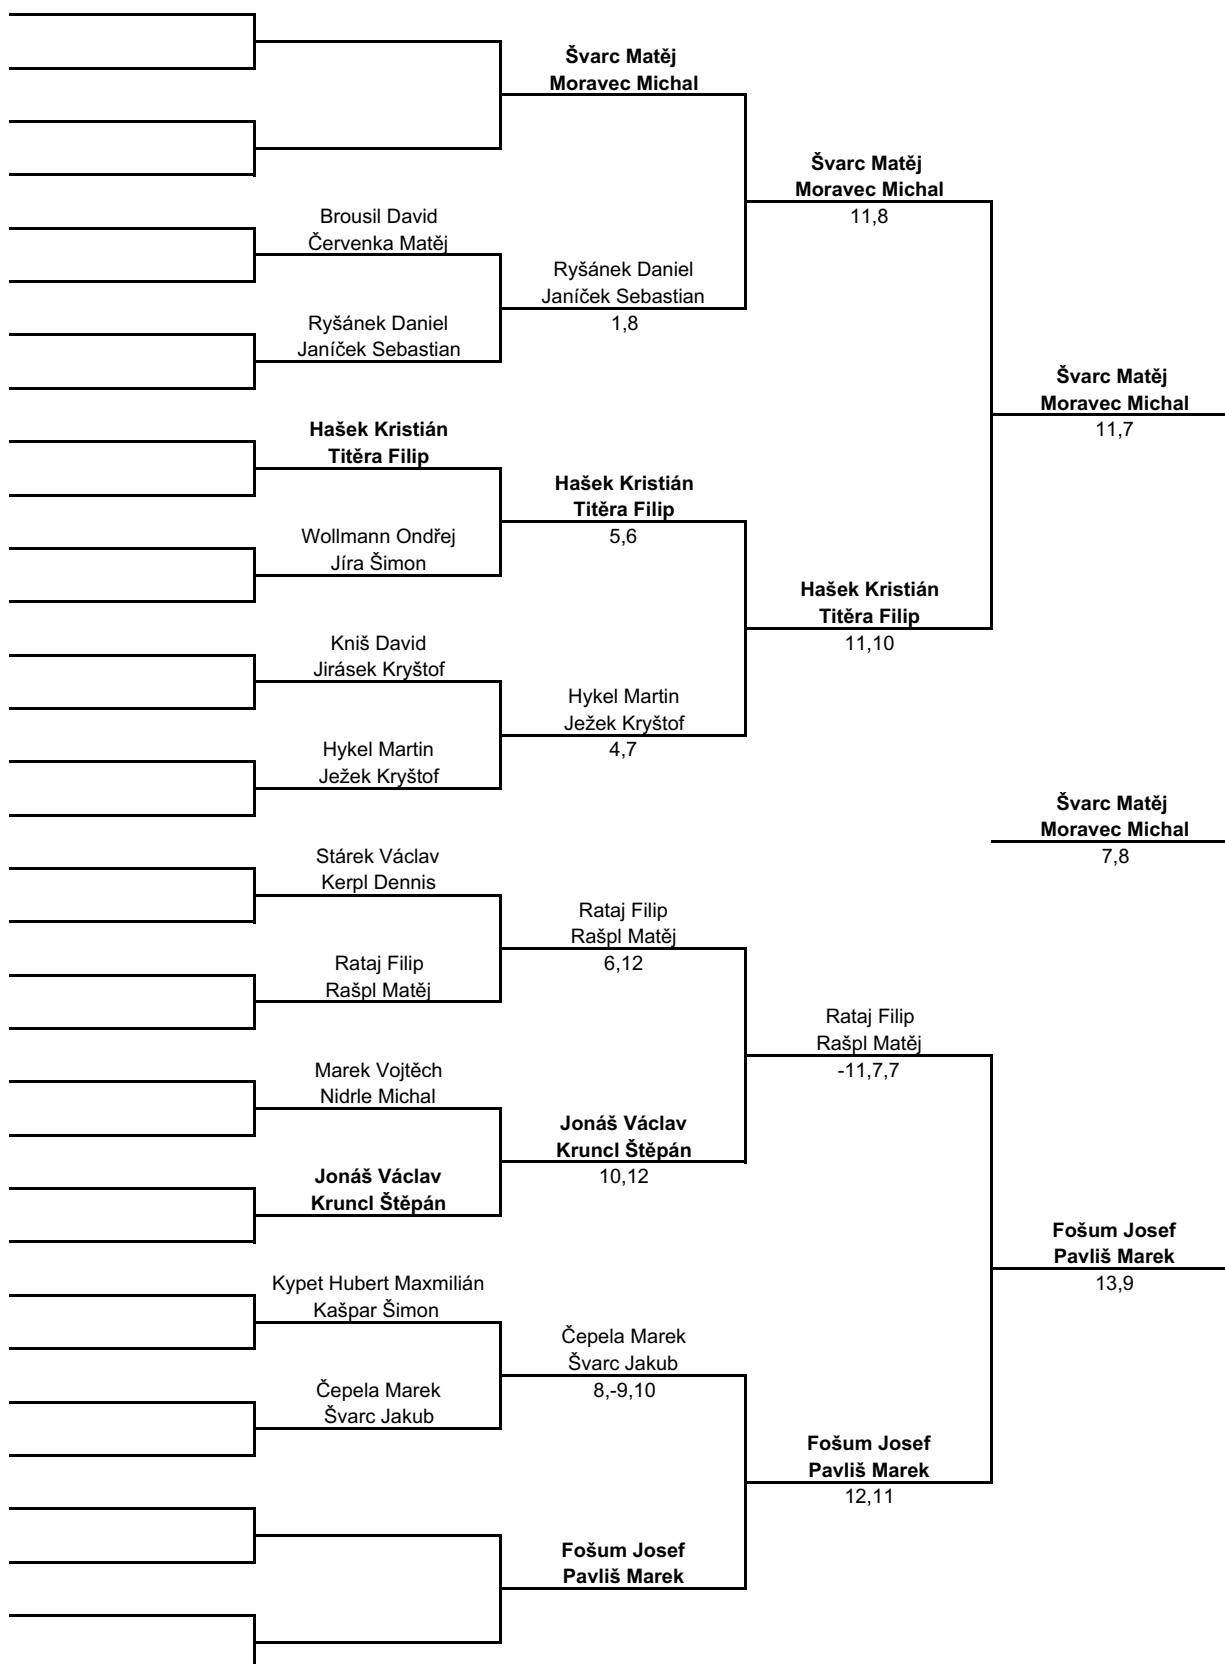 Švarc Matěj
Moravec Michal
Švarc Matěj
Moravec Michal
11,8
Brousil David
Červenka Matěj
Ryšánek Daniel
Janíček Sebastian
1,8
Ryšánek Daniel
Janíček Sebastian
Švarc Matěj
Moravec Michal
11,7
Hašek Kristián
Titěra Filip
Hašek Kristián
Titěra Filip
5,6
Wollmann Ondřej
Jíra Šimon
Hašek Kristián
Titěra Filip
11,10
Kniš David
Jirásek Kryštof
Hykel Martin
Ježek Kryštof
4,7
Hykel Martin
Ježek Kryštof
Švarc Matěj
Moravec Michal
7,8
Stárek Václav
Kerpl Dennis
Rataj Filip
Rašpl Matěj
6,12
Rataj Filip
Rašpl Matěj
Rataj Filip
Rašpl Matěj
-11,7,7
Marek Vojtěch
Nidrle Michal
Jonáš Václav
Kruncl Štěpán
10,12
Jonáš Václav
Kruncl Štěpán
Fošum Josef
Pavliš Marek
13,9
Kypet Hubert Maxmilián
Kašpar Šimon
Čepela Marek
Švarc Jakub
8,-9,10
Čepela Marek
Švarc Jakub
Fošum Josef
Pavliš Marek
12,11
Fošum Josef
Pavliš Marek